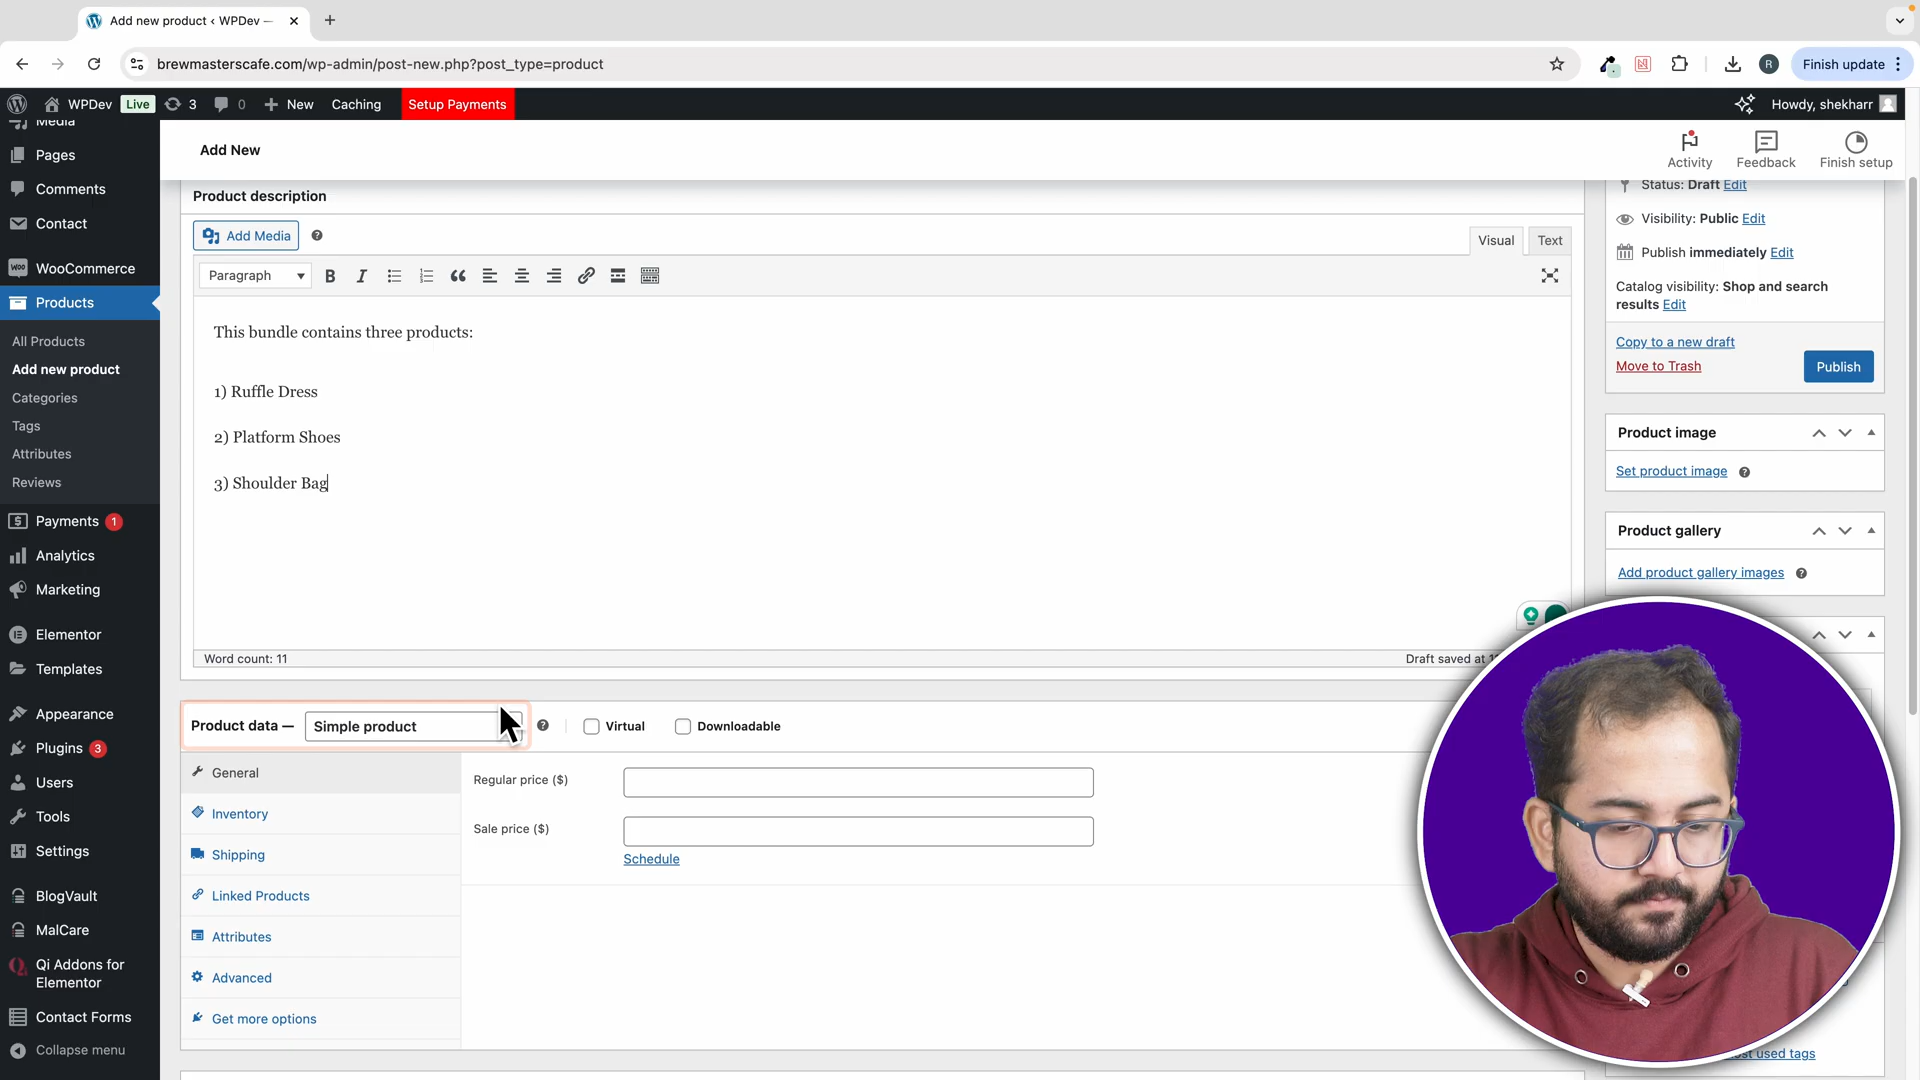 Add new product ‹ WPDev —
brewmasterscafe.com/wp-admin/post-new.php?post_type=product
R
Finish update
WPDev Live 3 0 New Caching Setup Payments
Howdy, shekharr
Media
Pages
Comments
Contact
WOO WooCommerce
Products
All Products
Add new product
Categories
Tags
Attributes
Reviews
Payments 1
Analytics
Marketing
Elementor
Templates
Appearance
Plugins 3
Users
Tools
Settings
BlogVault
MalCare
Qi Addons for
Elementor
Contact Forms
Collapse menu
Add New
Activity
Feedback
Finish setup
Product description
Add Media
Visual
Text
Paragraph
This bundle contains three products:
1) Ruffle Dress
2) Platform Shoes
3) Shoulder Bag
Word count: 11
Draft saved at
Product data —
Simple product
Virtual
Downloadable
General
Inventory
Shipping
Linked Products
Attributes
Advanced
Get more options
Regular price ($)
Sale price ($)
Schedule
Status: Draft Edit
Visibility: Public Edit
Publish immediately Edit
Catalog visibility: Shop and search
results Edit
Copy to a new draft
Move to Trash
Publish
Product image
Set product image
Product gallery
Add product gallery images
used tags